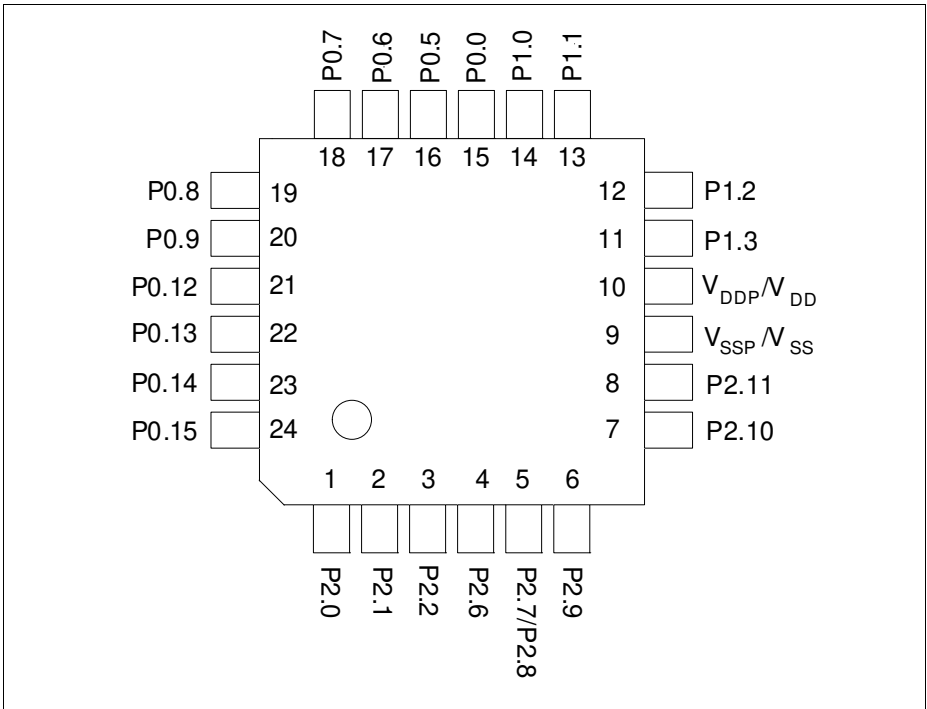 P0.7 P0.6 P0.5 P0.0 P1.0 P1.1
18 17 16 15 14 13
P0.8 19 12 P1.2
P0.9 20 11 P1.3
P0.12 21 10 VDDP/VDD
P0.13 22 9 VSSP/VSS
P0.14 23 8 P2.11
P0.15 24 7 P2.10
1 2 3 4 5 6
P2.0 P2.1 P2.2 P2.6 P2.7/P2.8 P2.9